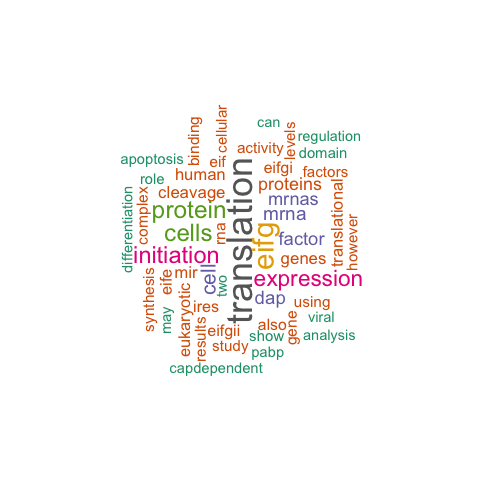 can
cellular
binding
levels
regulation
activity
domain
apoptosis
eif
eifgi
factors
role
human
cleavage
proteins
translational
mrnas
complex
protein
mrna
differentiation
translation
rna
cells
eifg
factor
however
initiation
genes
cell
mir
eife
expression
synthesis
two
dap
using
ires
may
eukaryotic
viral
gene
also
eifgii
results
show
analysis
study
pabp
capdependent